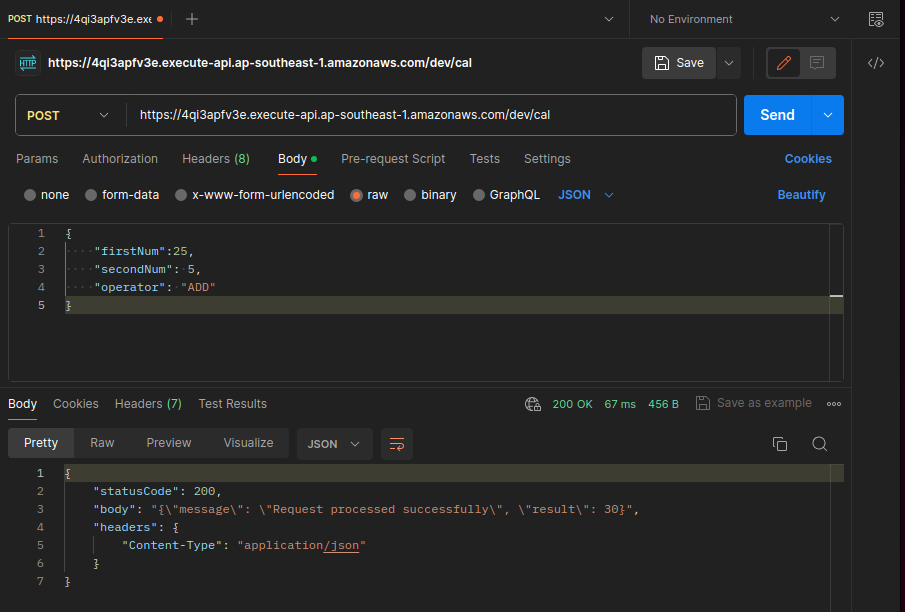 POST https://4qi3apfv3e.exe
No Environment
HTTP https://4qi3apfv3e.execute-api.ap-southeast-1.amazonaws.com/dev/cal
Save
POST https://4qi3apfv3e.execute-api.ap-southeast-1.amazonaws.com/dev/cal
Send
Params Authorization Headers (8) Body Pre-request Script Tests Settings Cookies
none form-data x-www-form-urlencoded raw binary GraphQL JSON Beautify
1 {
2 ····"firstNum":25,
3 ····"secondNum":·5,
4 ····"operator":·"ADD"
5 }
Body Cookies Headers (7) Test Results 200 OK 67 ms 456 B Save as example
Pretty Raw Preview Visualize JSON
1 {
2 "statusCode": 200,
3 "body": "{\"message\": \"Request processed successfully\", \"result\": 30}",
4 "headers": {
5 "Content-Type": "application/json"
6 }
7 }